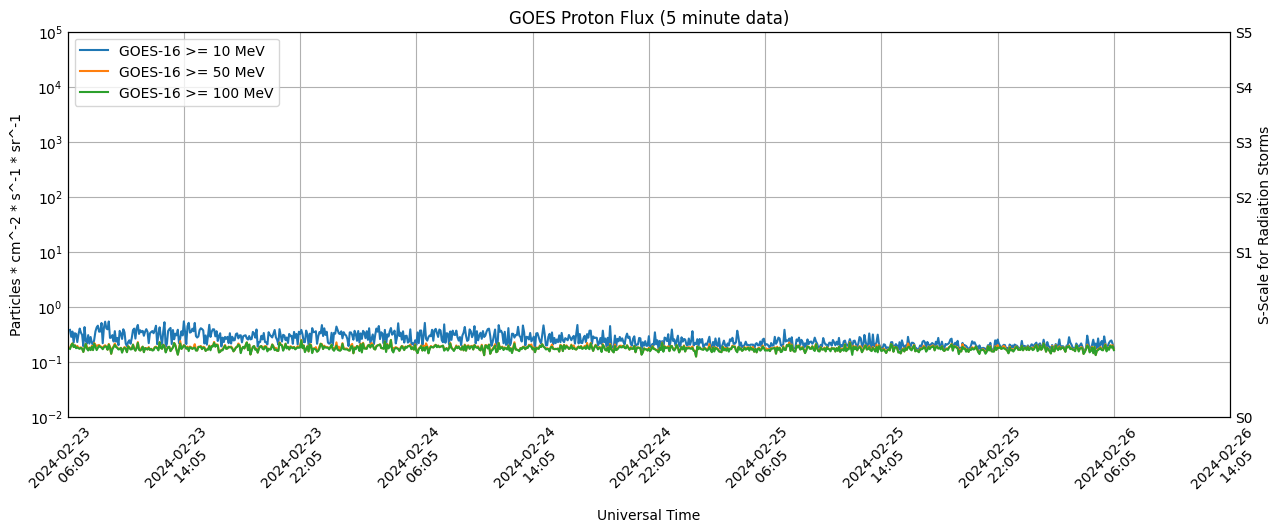 GOES Proton Flux (5 minute data)
GOES-16 >= 10 MeV
GOES-16 >= 50 MeV
GOES-16 >= 100 MeV
Particles * cm^-2 * s^-1 * sr^-1
10^5
10^4
10^3
10^2
10^1
10^0
10^-1
10^-2
S5
S4
S3
S2
S1
S0
S-Scale for Radiation Storms
2024-02-23
06:05
2024-02-23
14:05
2024-02-23
22:05
2024-02-24
06:05
2024-02-24
14:05
2024-02-24
22:05
2024-02-25
06:05
2024-02-25
14:05
2024-02-25
22:05
2024-02-26
06:05
2024-02-26
14:05
Universal Time